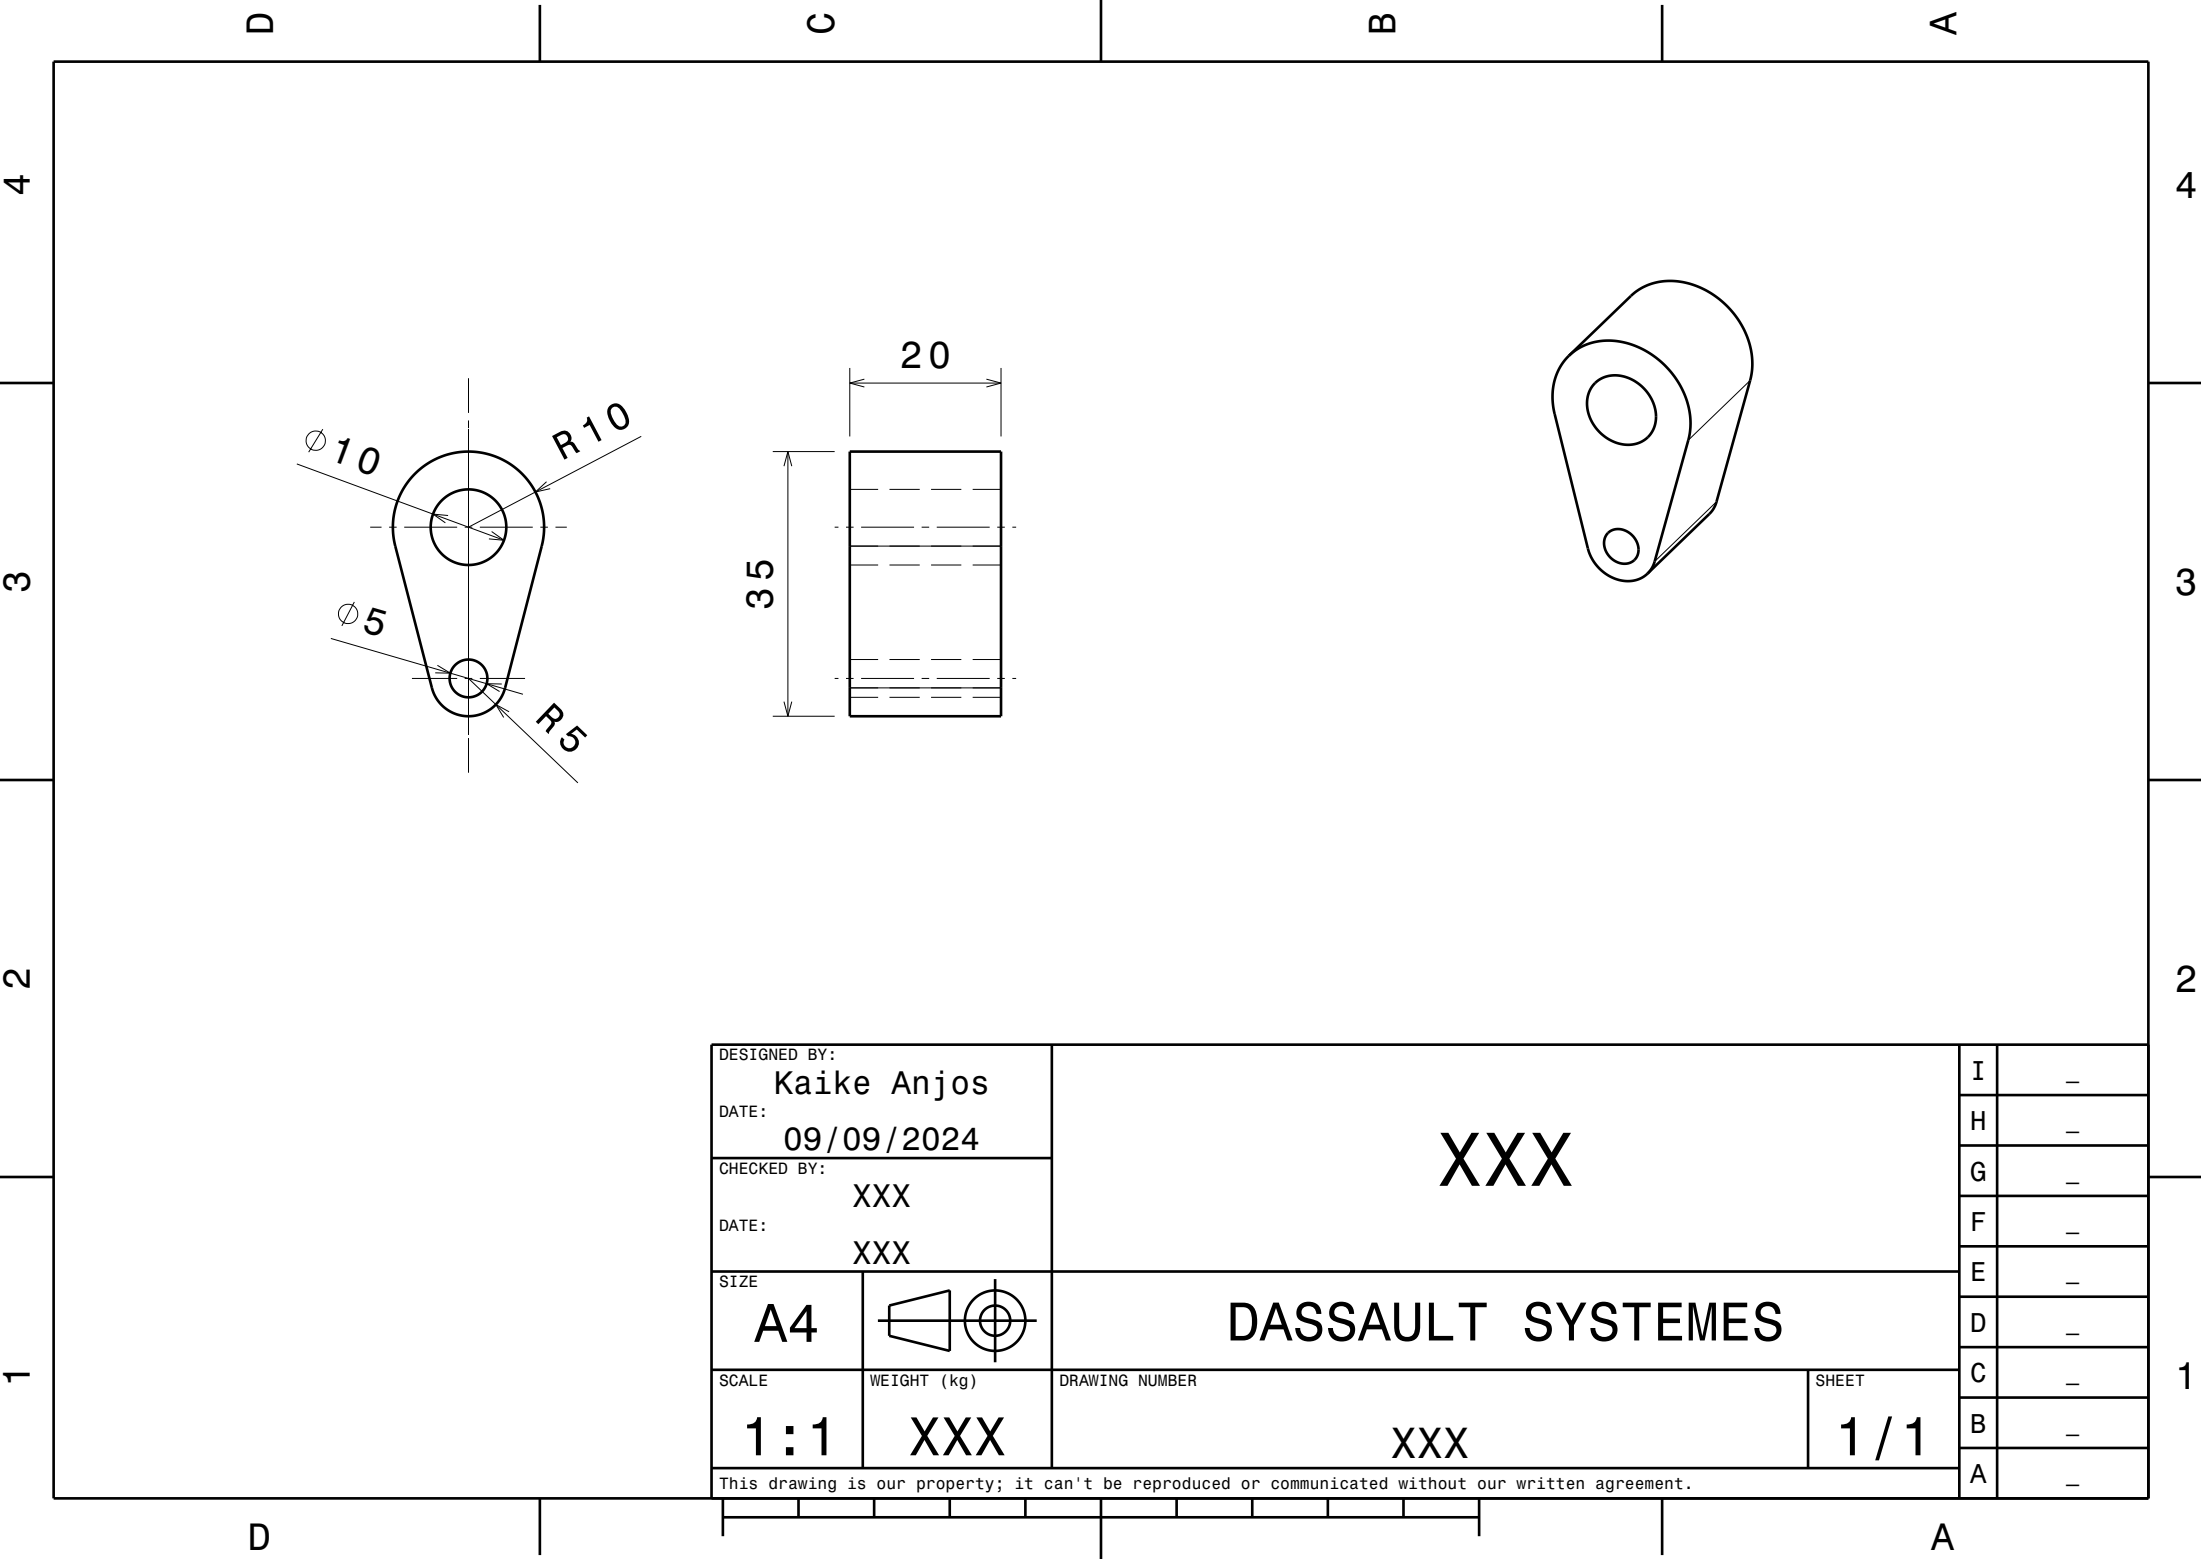 D C B A
4 4
20
R10
⌀10
35
3 3
⌀5
R5
2 2
DESIGNED BY:
Kaike Anjos
DATE:
09/09/2024
CHECKED BY:
XXX
DATE:
XXX
XXX
SIZE
A4
DASSAULT SYSTEMES
SCALE
1:1
WEIGHT (kg)
XXX
DRAWING NUMBER
XXX
SHEET
1/1
This drawing is our property; it can't be reproduced or communicated without our written agreement.
I _
H _
G _
F _
E _
D _
C _
B _
A _
1 1
D A